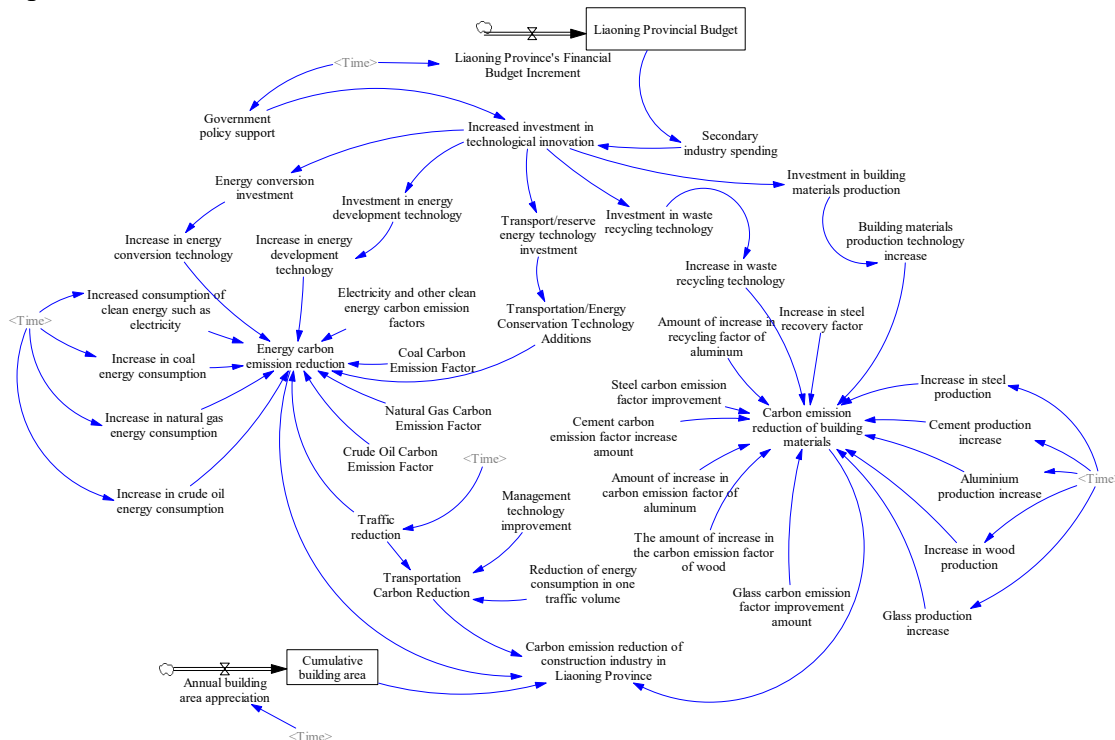 Liaoning Provincial Budget
<Time>
Liaoning Province's Financial
Budget Increment
Government
policy support
Increased investment in
technological innovation
Secondary
industry spending
Energy conversion
investment
Investment in energy
development technology
Transport/reserve
energy technology
investment
Investment in waste
recycling technology
Investment in building
materials production
Building materials
production technology
increase
Increase in energy
conversion technology
Increase in energy
development
technology
Increase in waste
recycling technology
<Time>
Increased consumption of
clean energy such as
electricity
Electricity and other clean
energy carbon emission
factors
Transportation/Energy
Conservation Technology
Additions
Amount of increase in
recycling factor of
aluminum
Increase in steel
recovery factor
Increase in coal
energy consumption
Energy carbon
emission reduction
Coal Carbon
Emission Factor
Steel carbon emission
factor improvement
Carbon emission
reduction of building
materials
Increase in steel
production
Increase in natural gas
energy consumption
Natural Gas Carbon
Emission Factor
Cement carbon
emission factor increase
amount
Cement production
increase
Crude Oil Carbon
Emission Factor
<Time>
Amount of increase in
carbon emission factor of
aluminum
Aluminium
production increase
<Time
Increase in crude oil
energy consumption
Management
technology
improvement
Traffic
reduction
The amount of increase in
the carbon emission factor
of wood
Increase in wood
production
Transportation
Carbon Reduction
Reduction of energy
consumption in one
traffic volume
Glass carbon emission
factor improvement
amount
Glass production
increase
Cumulative
building area
Carbon emission reduction of
construction industry in
Liaoning Province
Annual building
area appreciation
<Time>